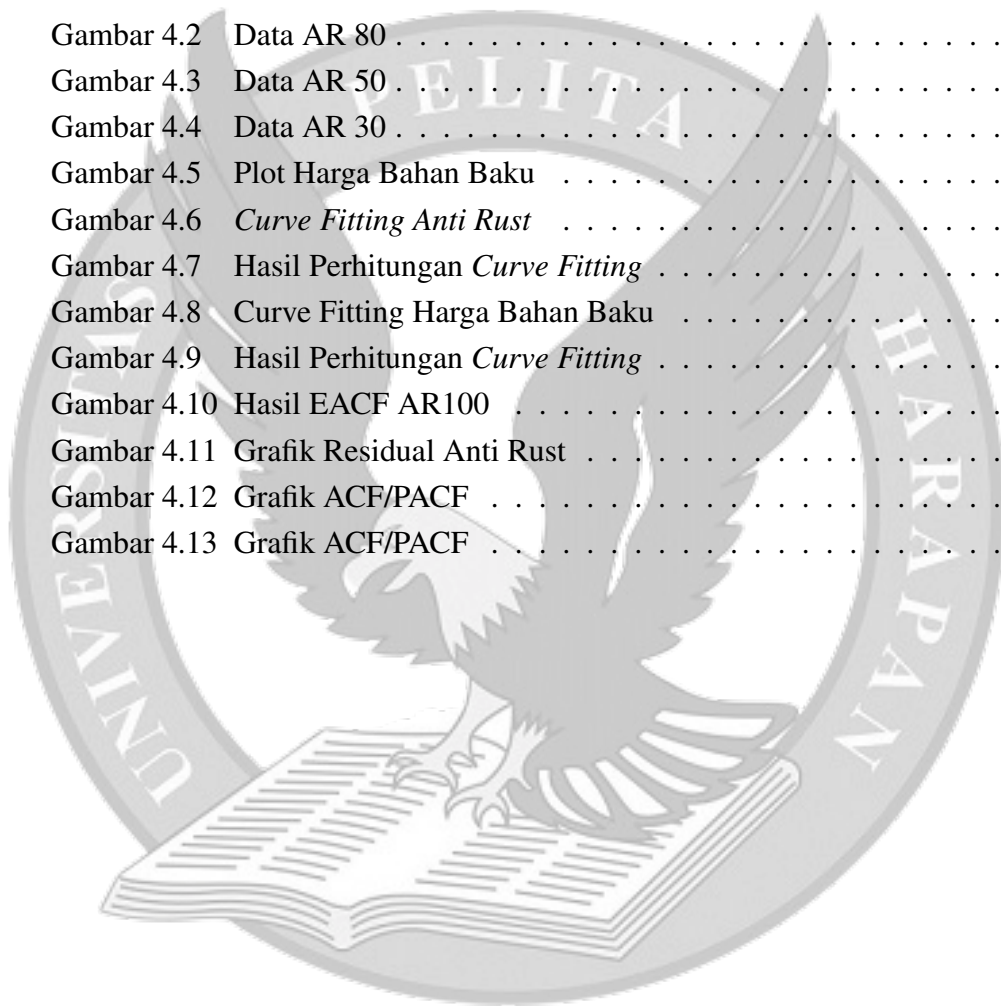 Gambar 4.2 Data AR 80 . . . . . . . . . . . . . . . . . . . . . . . . . .
Gambar 4.3 Data AR 50 . . . . . . . . . . . . . . . . . . . . . . . . . .
Gambar 4.4 Data AR 30 . . . . . . . . . . . . . . . . . . . . . . . . . .
Gambar 4.5 Plot Harga Bahan Baku . . . . . . . . . . . . . . . . . . .
Gambar 4.6 Curve Fitting Anti Rust . . . . . . . . . . . . . . . . . . .
Gambar 4.7 Hasil Perhitungan Curve Fitting . . . . . . . . . . . . . . .
Gambar 4.8 Curve Fitting Harga Bahan Baku . . . . . . . . . . . . . .
Gambar 4.9 Hasil Perhitungan Curve Fitting . . . . . . . . . . . . . . .
Gambar 4.10 Hasil EACF AR100 . . . . . . . . . . . . . . . . . . . . .
Gambar 4.11 Grafik Residual Anti Rust . . . . . . . . . . . . . . . . . .
Gambar 4.12 Grafik ACF/PACF . . . . . . . . . . . . . . . . . . . . . .
Gambar 4.13 Grafik ACF/PACF . . . . . . . . . . . . . . . . . . . . . .
UNIVERSITAS PELITA HARAPAN